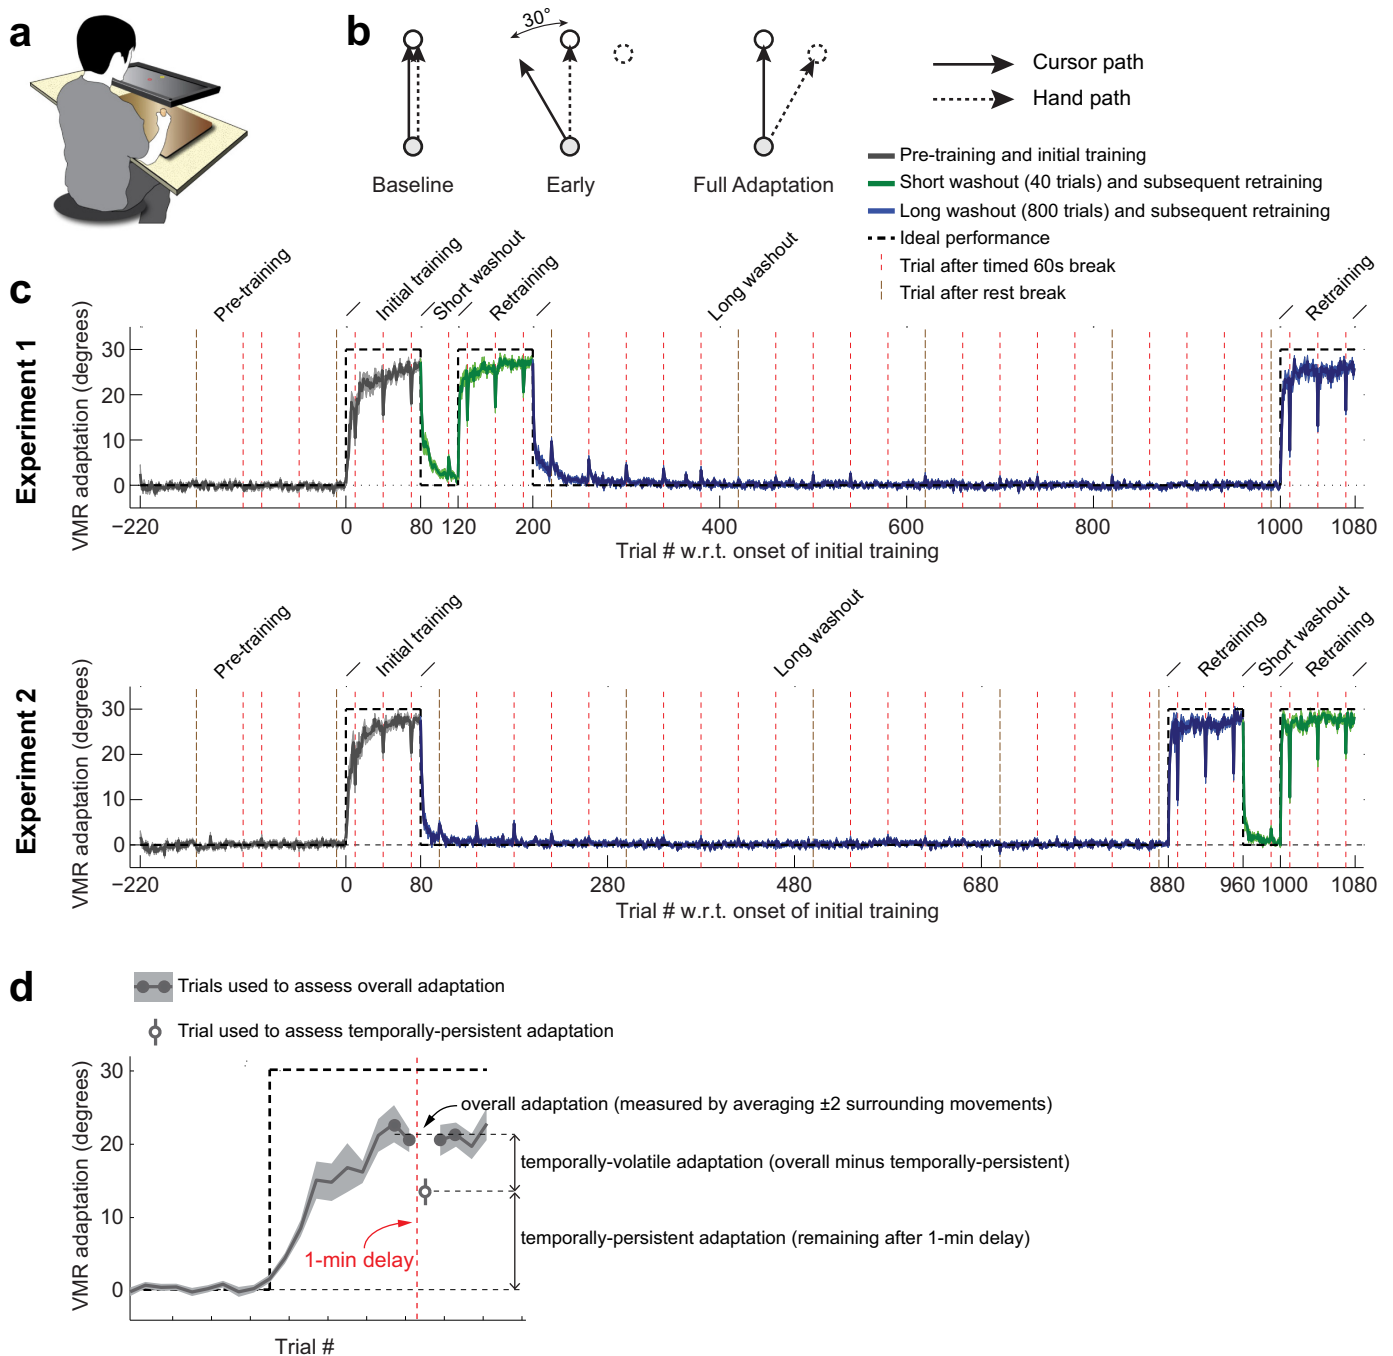 a
b
30°
Baseline
Early
Full Adaptation
Cursor path
Hand path
Pre-training and initial training
Short washout (40 trials) and subsequent retraining
Long washout (800 trials) and subsequent retraining
Ideal performance
Trial after timed 60s break
Trial after rest break
c
Experiment 1
Pre-training
Initial training
Short washout
Retraining
Long washout
Retraining
VMR adaptation (degrees)
30
20
10
0
−220 0 80 120 200 400 600 800 1000 1080
Trial # w.r.t. onset of initial training
Experiment 2
Pre-training
Initial training
Long washout
Retraining
Short washout
Retraining
VMR adaptation (degrees)
30
20
10
0
−220 0 80 280 480 680 880 960 1000 1080
Trial # w.r.t. onset of initial training
d
Trials used to assess overall adaptation
Trial used to assess temporally-persistent adaptation
VMR adaptation (degrees)
30
20
10
0
overall adaptation (measured by averaging ±2 surrounding movements)
temporally-volatile adaptation (overall minus temporally-persistent)
temporally-persistent adaptation (remaining after 1-min delay)
1-min delay
Trial #